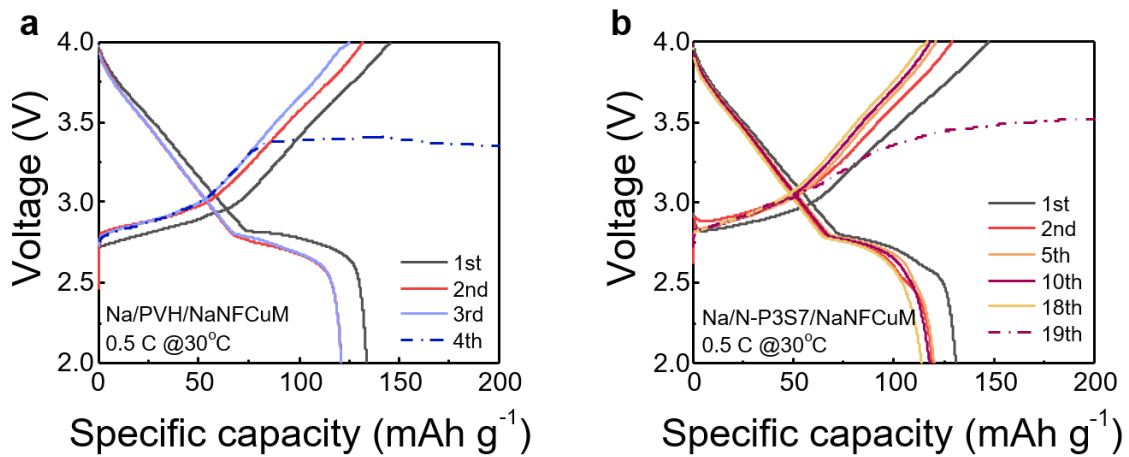 a
Voltage (V)
4.0
3.5
3.0
2.5
2.0
0
50
100
150
200
Specific capacity (mAh g⁻¹)
1st
2nd
3rd
4th
Na/PVH/NaNFCuM
0.5 C @30°C
b
Voltage (V)
4.0
3.5
3.0
2.5
2.0
0
50
100
150
200
Specific capacity (mAh g⁻¹)
1st
2nd
5th
10th
18th
19th
Na/N-P3S7/NaNFCuM
0.5 C @30°C